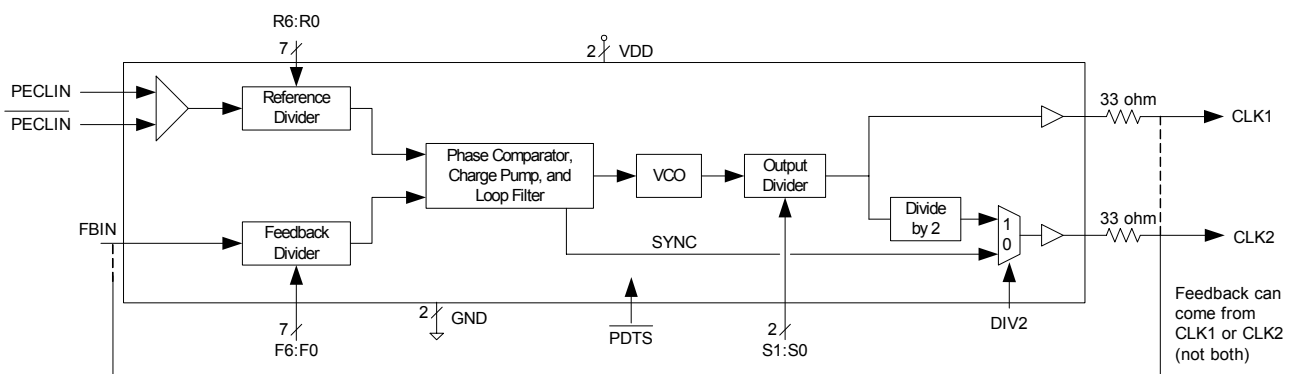 R6:R0
7
2 VDD
PECLIN
PECLIN
Reference
Divider
33 ohm
CLK1
Phase Comparator,
Charge Pump, and
Loop Filter
VCO
Output
Divider
Divide
by 2
1
0
33 ohm
CLK2
FBIN
Feedback
Divider
SYNC
7
F6:F0
2 GND
PDTS
2
S1:S0
DIV2
Feedback can
come from
CLK1 or CLK2
(not both)